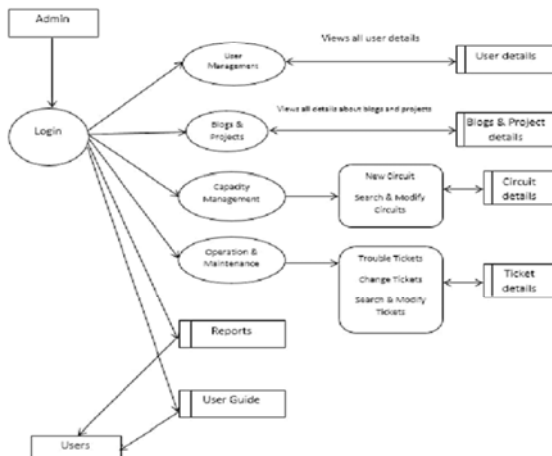 Admin
Login
User
Management
Views all user details
User details
Blogs &
Projects
Views all details about blogs and projects
Blogs & Project
details
Capacity
Management
New Circuit
Search & Modify
Circuits
Circuit
details
Operation &
Maintenance
Trouble Tickets
Change Tickets
Search & Modify
Tickets
Ticket
details
Reports
User Guide
Users